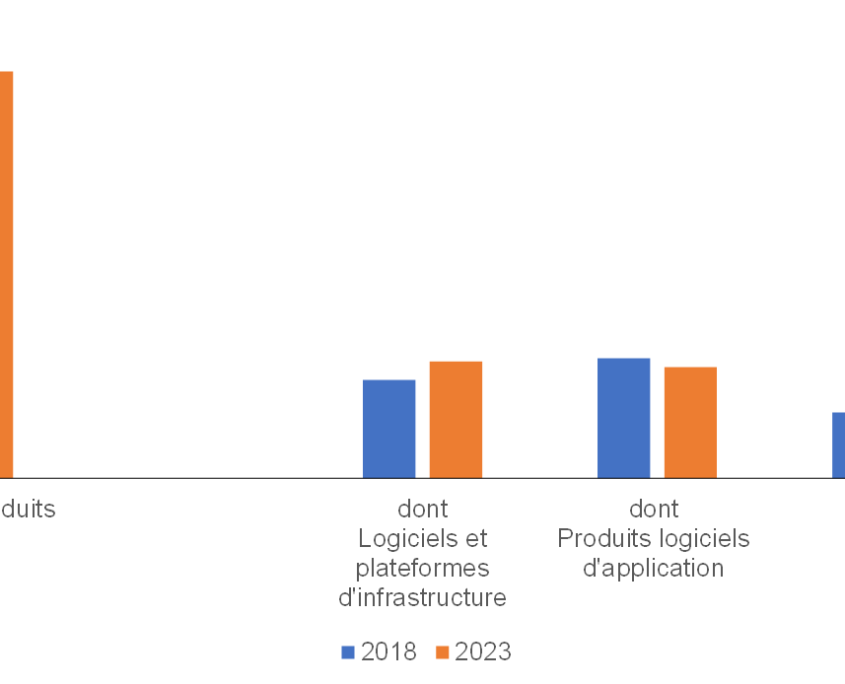 duits
dont
Logiciels et
plateformes
d'infrastructure
dont
Produits logiciels
d'application
2018
2023